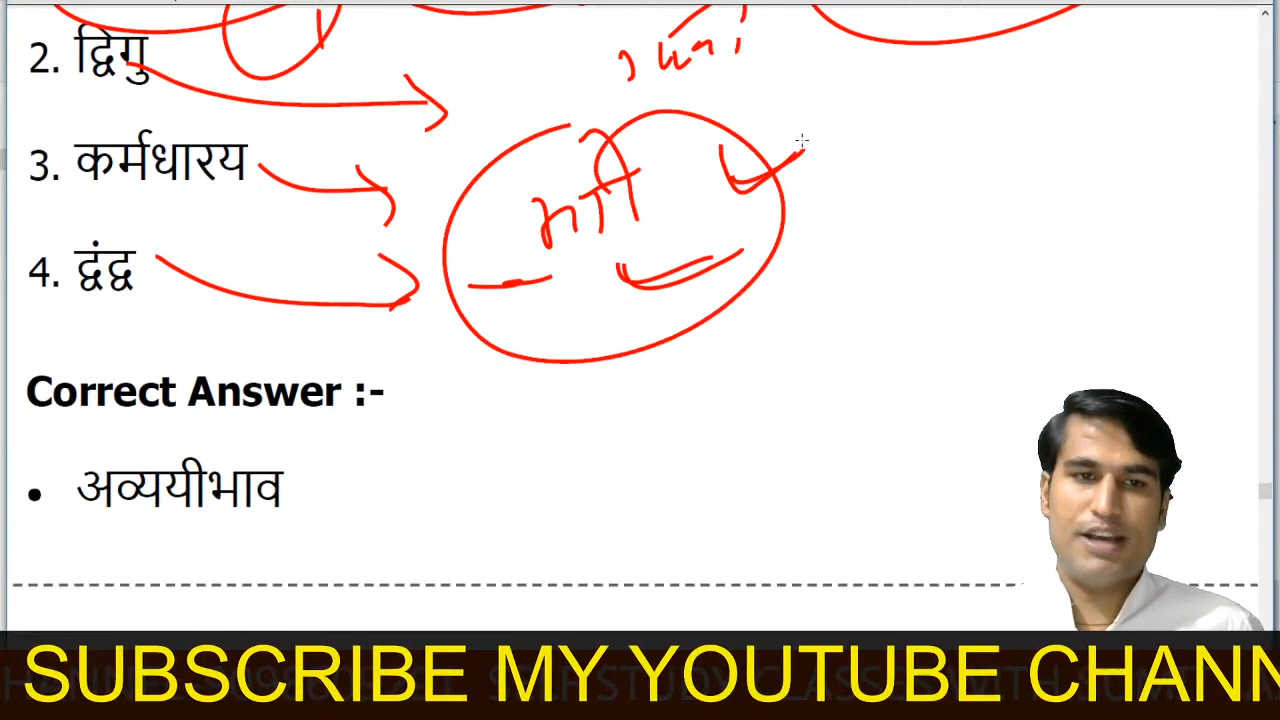 2. द्विगु
3. कर्मधारय
4. द्वंद्व
Correct Answer :-
• अव्ययीभाव
SUBSCRIBE MY YOUTUBE CHANN